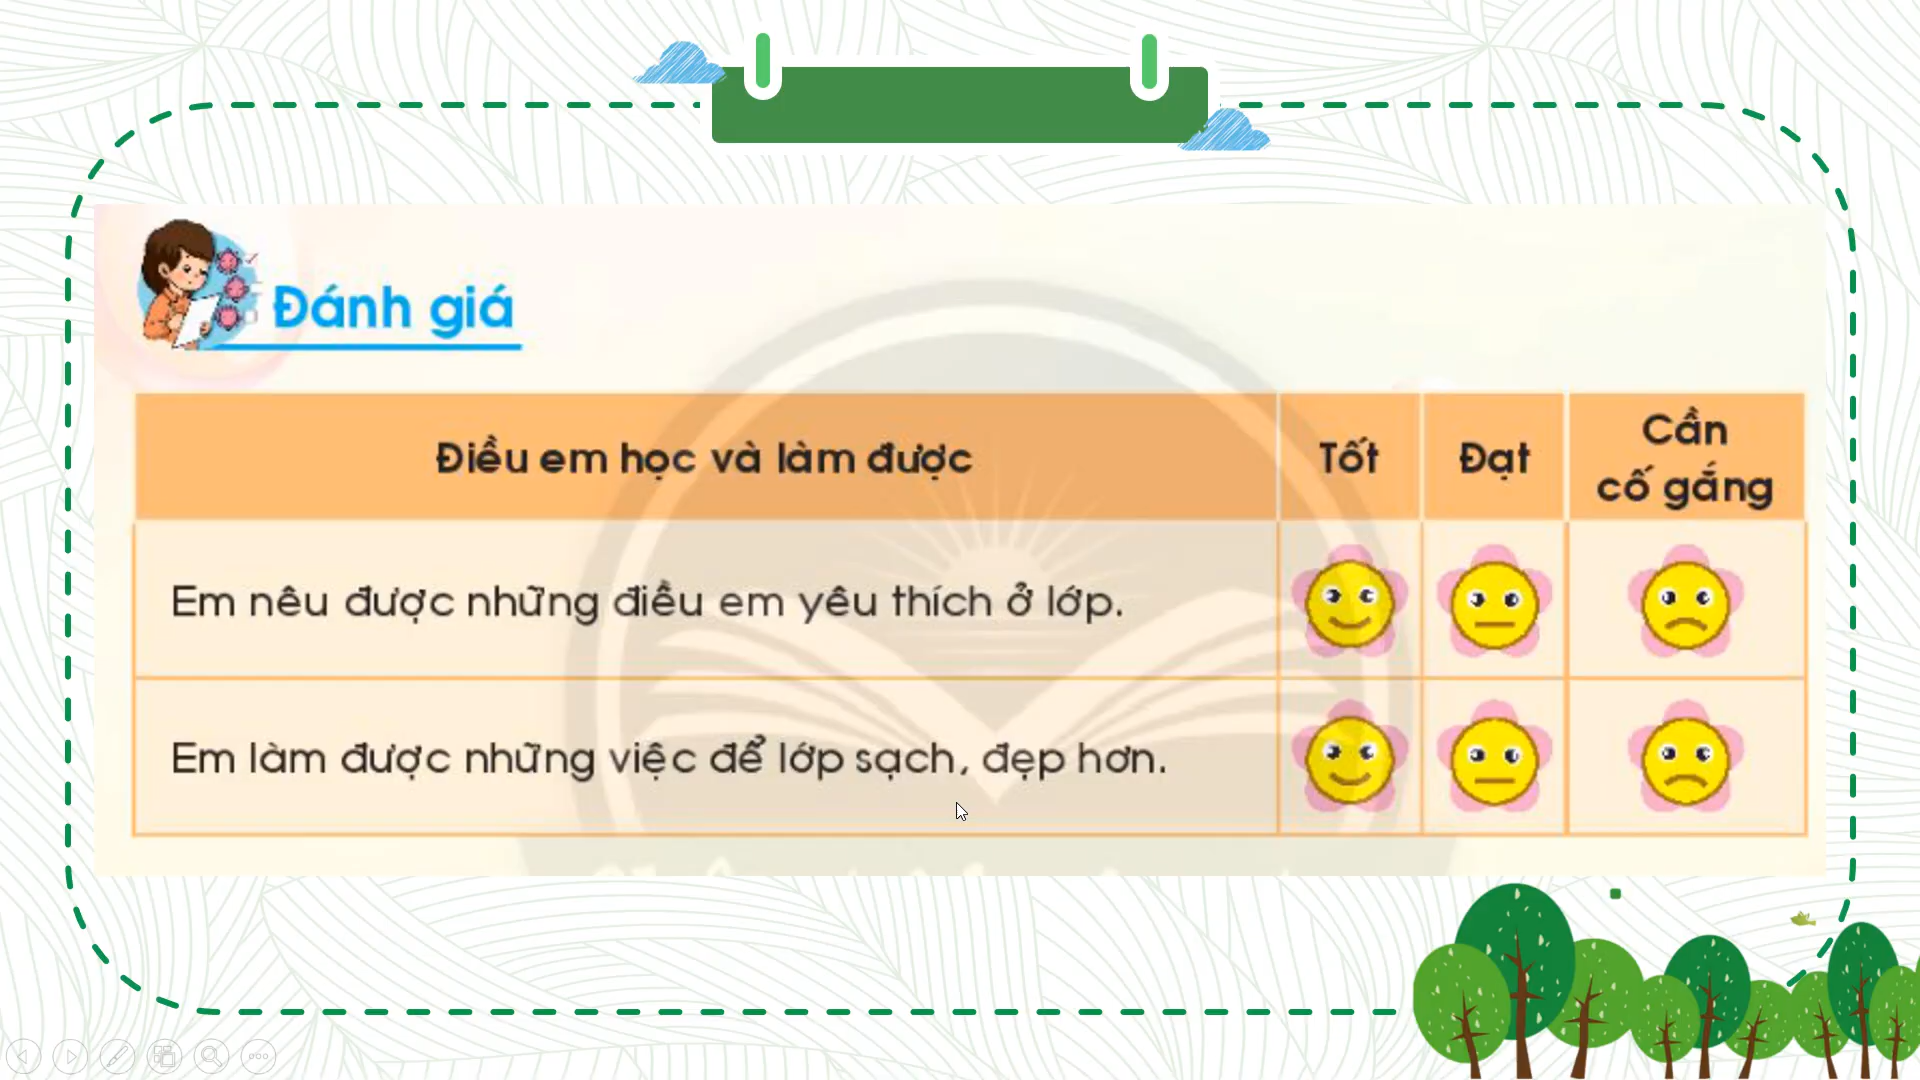 Đánh giá
Điều em học và làm được
Tốt
Đạt
Cần
cố gắng
Em nêu được những điều em yêu thích ở lớp.
Em làm được những việc để lớp sạch, đẹp hơn.